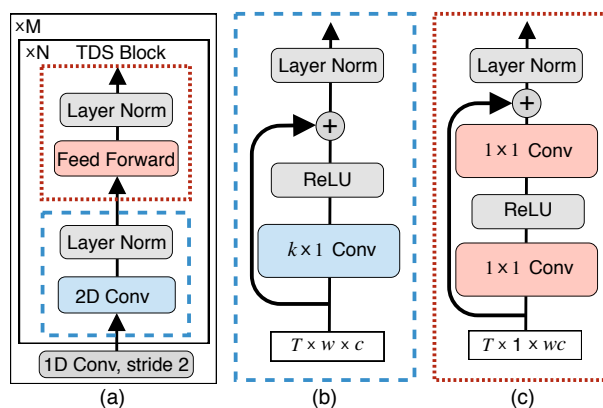 ×M
×N TDS Block
Layer Norm
Feed Forward
Layer Norm
2D Conv
1D Conv, stride 2
(a)
Layer Norm
+
ReLU
k × 1 Conv
T × w × c
(b)
Layer Norm
+
1 × 1 Conv
ReLU
1 × 1 Conv
T × 1 × wc
(c)